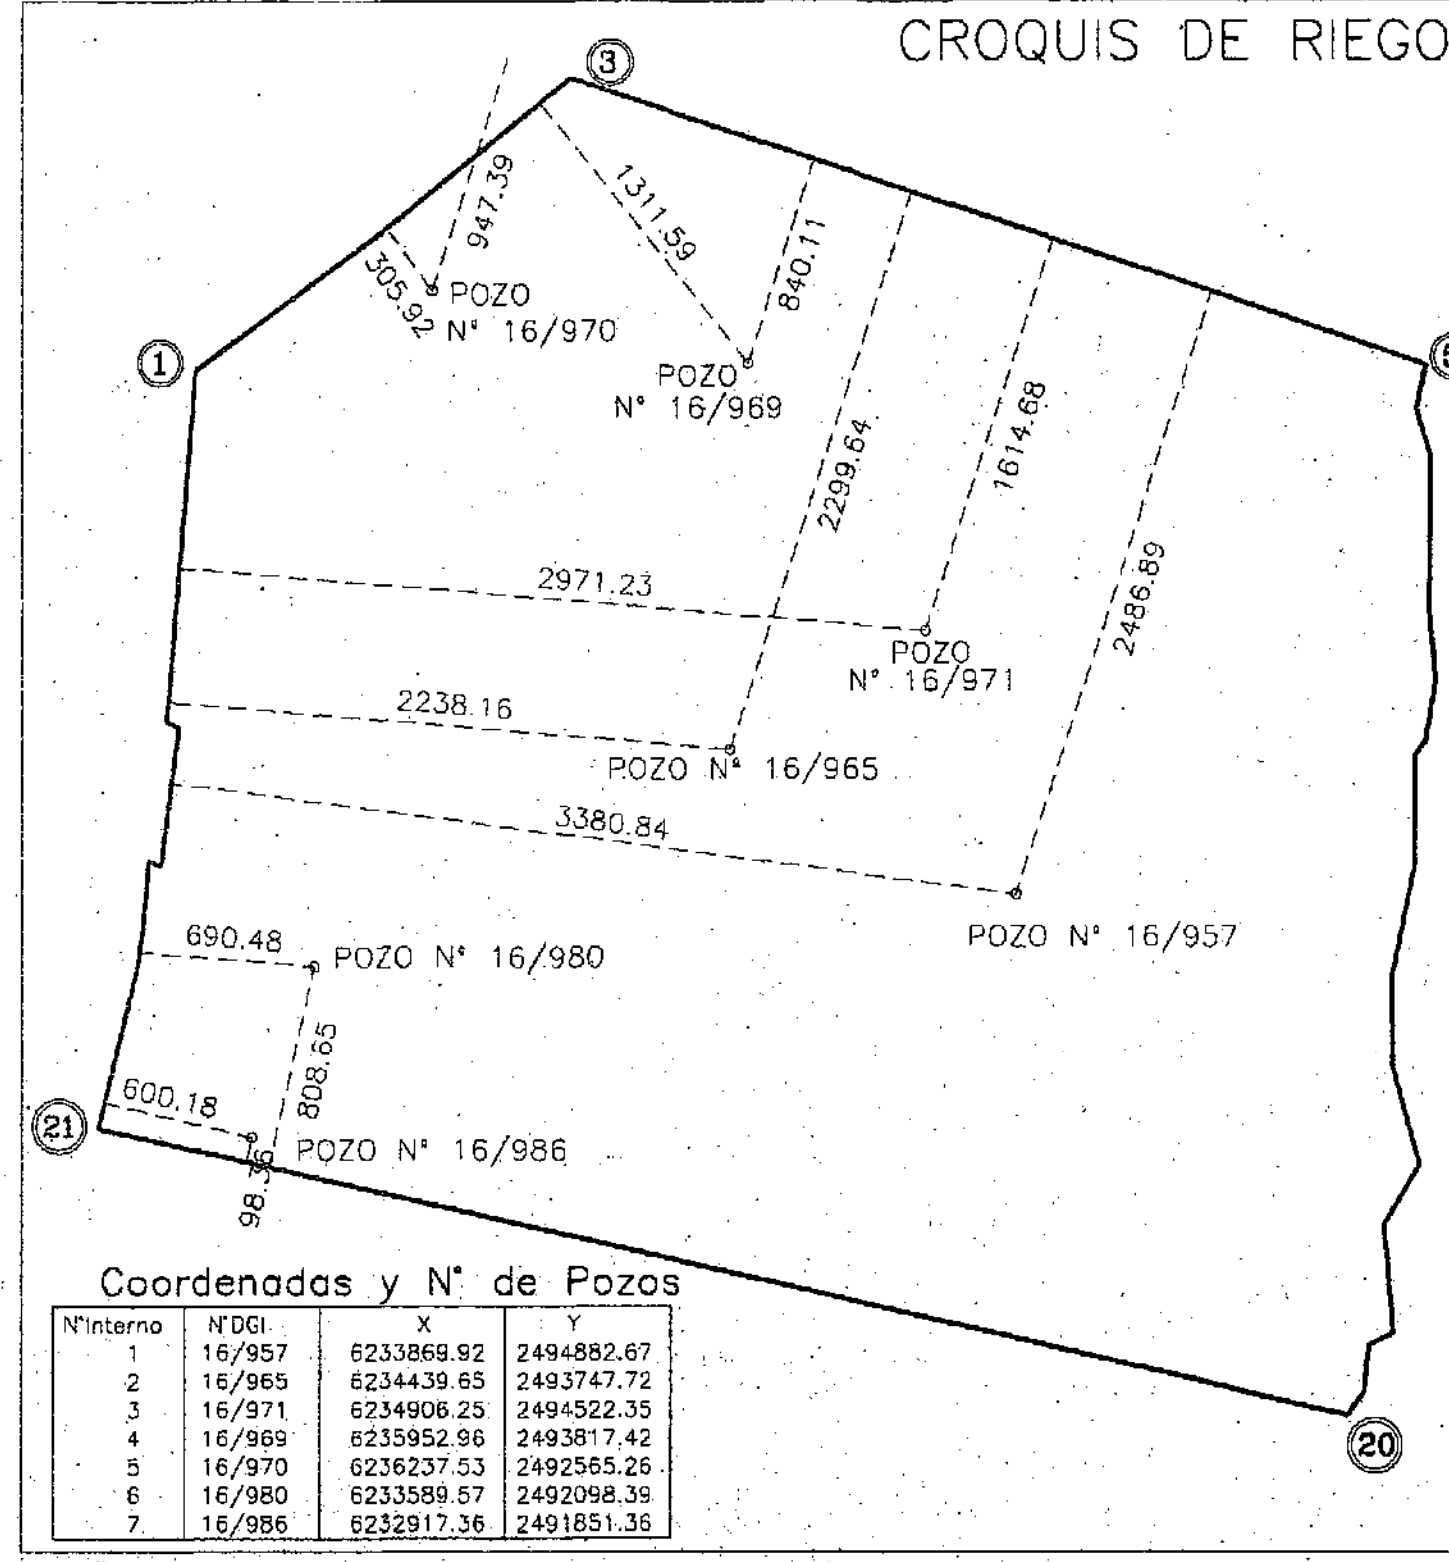 CROQUIS DE RIEGO
3
947.39
1311.59
840.11
305.92
POZO
N° 16/970
1
POZO
N° 16/969
2299.64
1614.68
2486.89
2971.23
POZO
N° 16/971
2238.16
POZO N° 16/965
3380.84
POZO N° 16/957
690.48
POZO N° 16/980
808.65
600.18
21
POZO N° 16/986
98.36
Coordenadas y N° de Pozos
N°Interno N°DGI X Y
1 16/957 6233869.92 2494882.67
2 16/965 6234439.65 2493747.72
3 16/971 6234906.25 2494522.35
4 16/969 6235952.96 2493817.42
5 16/970 6236237.53 2492565.26
6 16/980 6233589.57 2492098.39
7 16/986 6232917.36 2491851.36
20